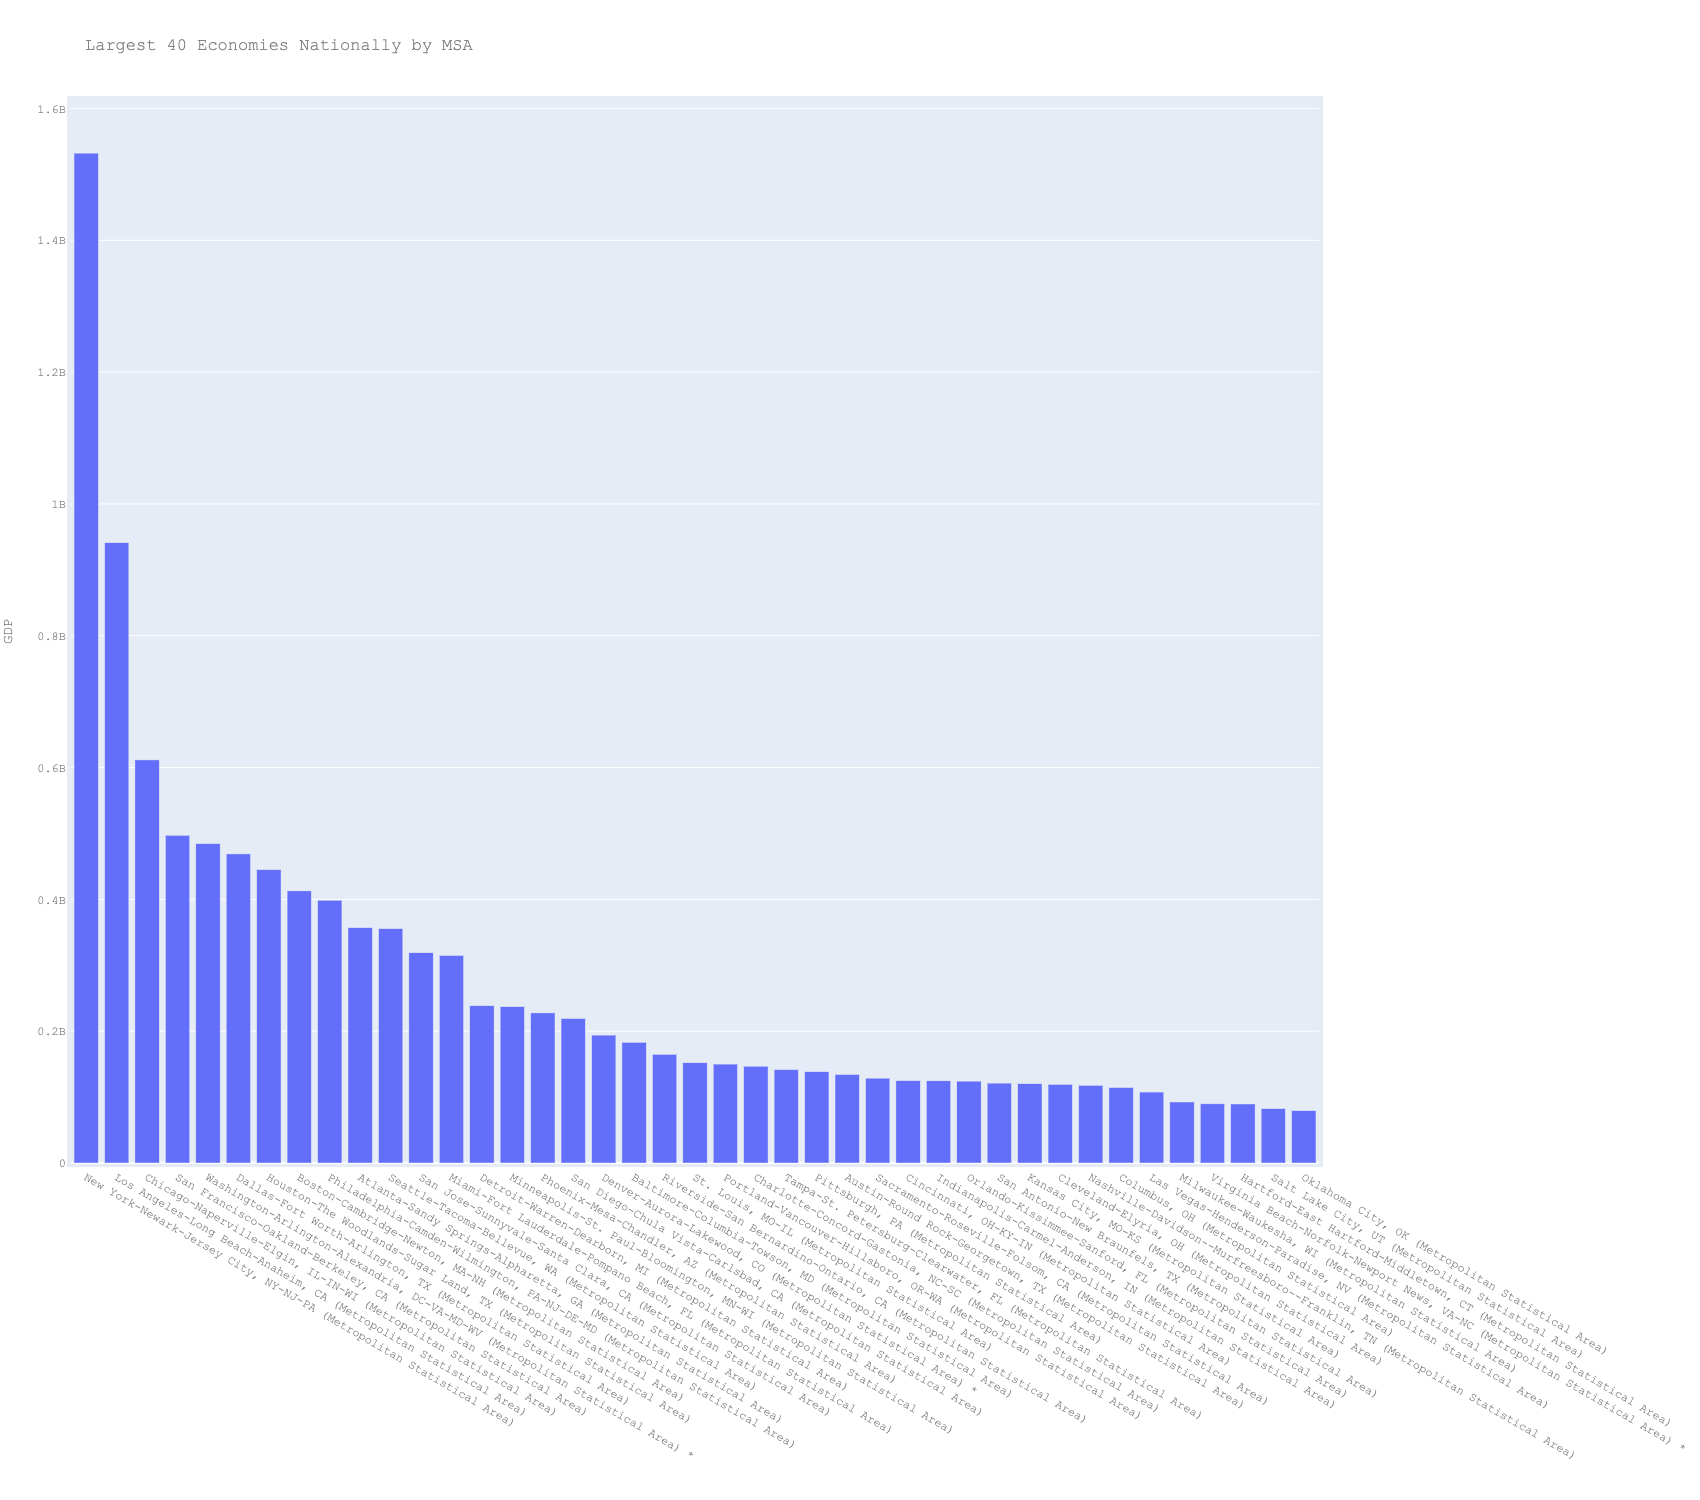 Largest 40 Economies Nationally by MSA
1.6B
1.4B
1.2B
1B
0.8B
0.6B
0.4B
0.2B
0
GDP
New York-Newark-Jersey City, NY-NJ-PA (Metropolitan Statistical Area)
Los Angeles-Long Beach-Anaheim, CA (Metropolitan Statistical Area)
Chicago-Naperville-Elgin, IL-IN-WI (Metropolitan Statistical Area)
San Francisco-Oakland-Berkeley, CA (Metropolitan Statistical Area)
Washington-Arlington-Alexandria, DC-VA-MD-WV (Metropolitan Statistical Area) *
Dallas-Fort Worth-Arlington, TX (Metropolitan Statistical Area)
Houston-The Woodlands-Sugar Land, TX (Metropolitan Statistical Area)
Boston-Cambridge-Newton, MA-NH (Metropolitan Statistical Area)
Philadelphia-Camden-Wilmington, PA-NJ-DE-MD (Metropolitan Statistical Area)
Atlanta-Sandy Springs-Alpharetta, GA (Metropolitan Statistical Area)
Seattle-Tacoma-Bellevue, WA (Metropolitan Statistical Area)
San Jose-Sunnyvale-Santa Clara, CA (Metropolitan Statistical Area)
Miami-Fort Lauderdale-Pompano Beach, FL (Metropolitan Statistical Area)
Detroit-Warren-Dearborn, MI (Metropolitan Statistical Area)
Minneapolis-St. Paul-Bloomington, MN-WI (Metropolitan Statistical Area)
Phoenix-Mesa-Chandler, AZ (Metropolitan Statistical Area)
San Diego-Chula Vista-Carlsbad, CA (Metropolitan Statistical Area)
Denver-Aurora-Lakewood, CO (Metropolitan Statistical Area) *
Baltimore-Columbia-Towson, MD (Metropolitan Statistical Area)
Riverside-San Bernardino-Ontario, CA (Metropolitan Statistical Area)
St. Louis, MO-IL (Metropolitan Statistical Area)
Portland-Vancouver-Hillsboro, OR-WA (Metropolitan Statistical Area)
Charlotte-Concord-Gastonia, NC-SC (Metropolitan Statistical Area)
Tampa-St. Petersburg-Clearwater, FL (Metropolitan Statistical Area)
Pittsburgh, PA (Metropolitan Statistical Area)
Austin-Round Rock-Georgetown, TX (Metropolitan Statistical Area)
Sacramento-Roseville-Folsom, CA (Metropolitan Statistical Area)
Cincinnati, OH-KY-IN (Metropolitan Statistical Area)
Indianapolis-Carmel-Anderson, IN (Metropolitan Statistical Area)
Orlando-Kissimmee-Sanford, FL (Metropolitan Statistical Area)
San Antonio-New Braunfels, TX (Metropolitan Statistical Area)
Kansas City, MO-KS (Metropolitan Statistical Area)
Cleveland-Elyria, OH (Metropolitan Statistical Area)
Nashville-Davidson--Murfreesboro--Franklin, TN (Metropolitan Statistical Area)
Columbus, OH (Metropolitan Statistical Area)
Las Vegas-Henderson-Paradise, NV (Metropolitan Statistical Area)
Milwaukee-Waukesha, WI (Metropolitan Statistical Area)
Virginia Beach-Norfolk-Newport News, VA-NC (Metropolitan Statistical Area) *
Hartford-East Hartford-Middletown, CT (Metropolitan Statistical Area)
Salt Lake City, UT (Metropolitan Statistical Area)
Oklahoma City, OK (Metropolitan Statistical Area)